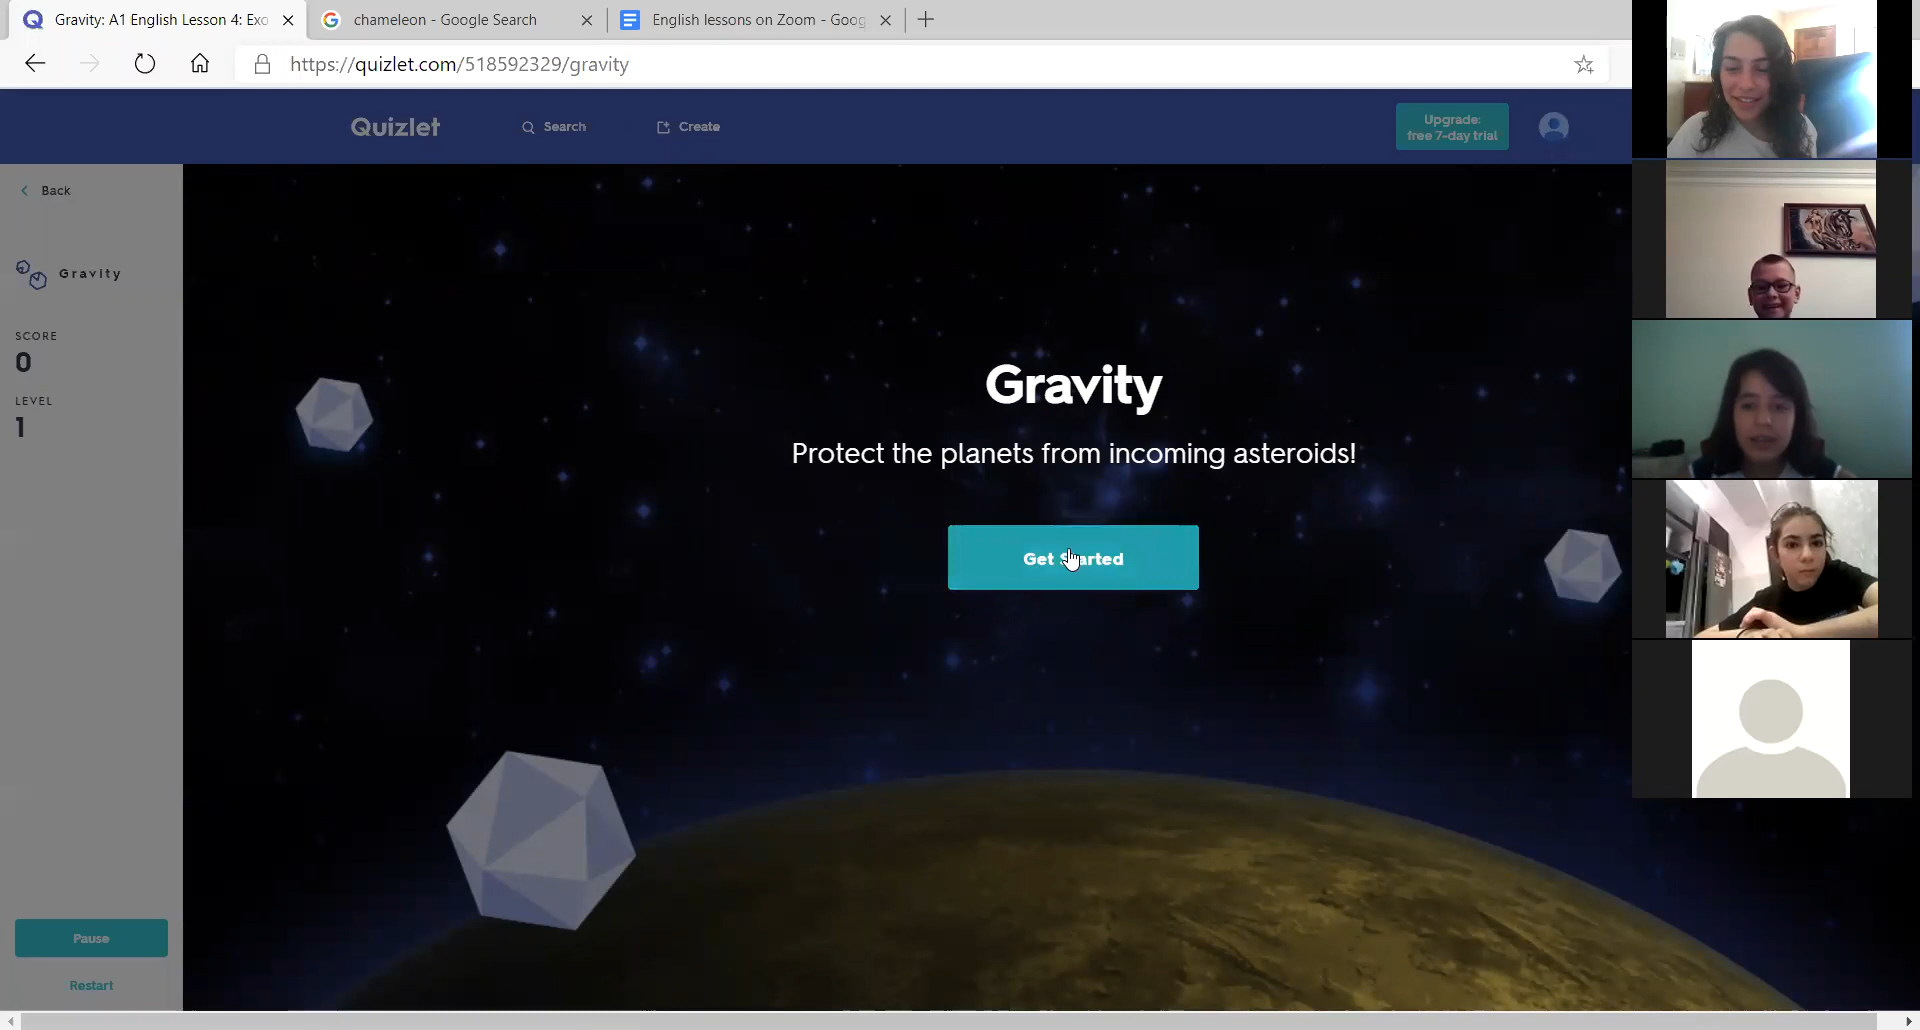 Gravity: A1 English Lesson 4: Exo
chameleon - Google Search
English lessons on Zoom - Goog
https://quizlet.com/518592329/gravity
Quizlet
Search
Create
Upgrade:
free 7-day trial
Back
Gravity
SCORE
0
LEVEL
1
Gravity
Protect the planets from incoming asteroids!
Get Started
Pause
Restart